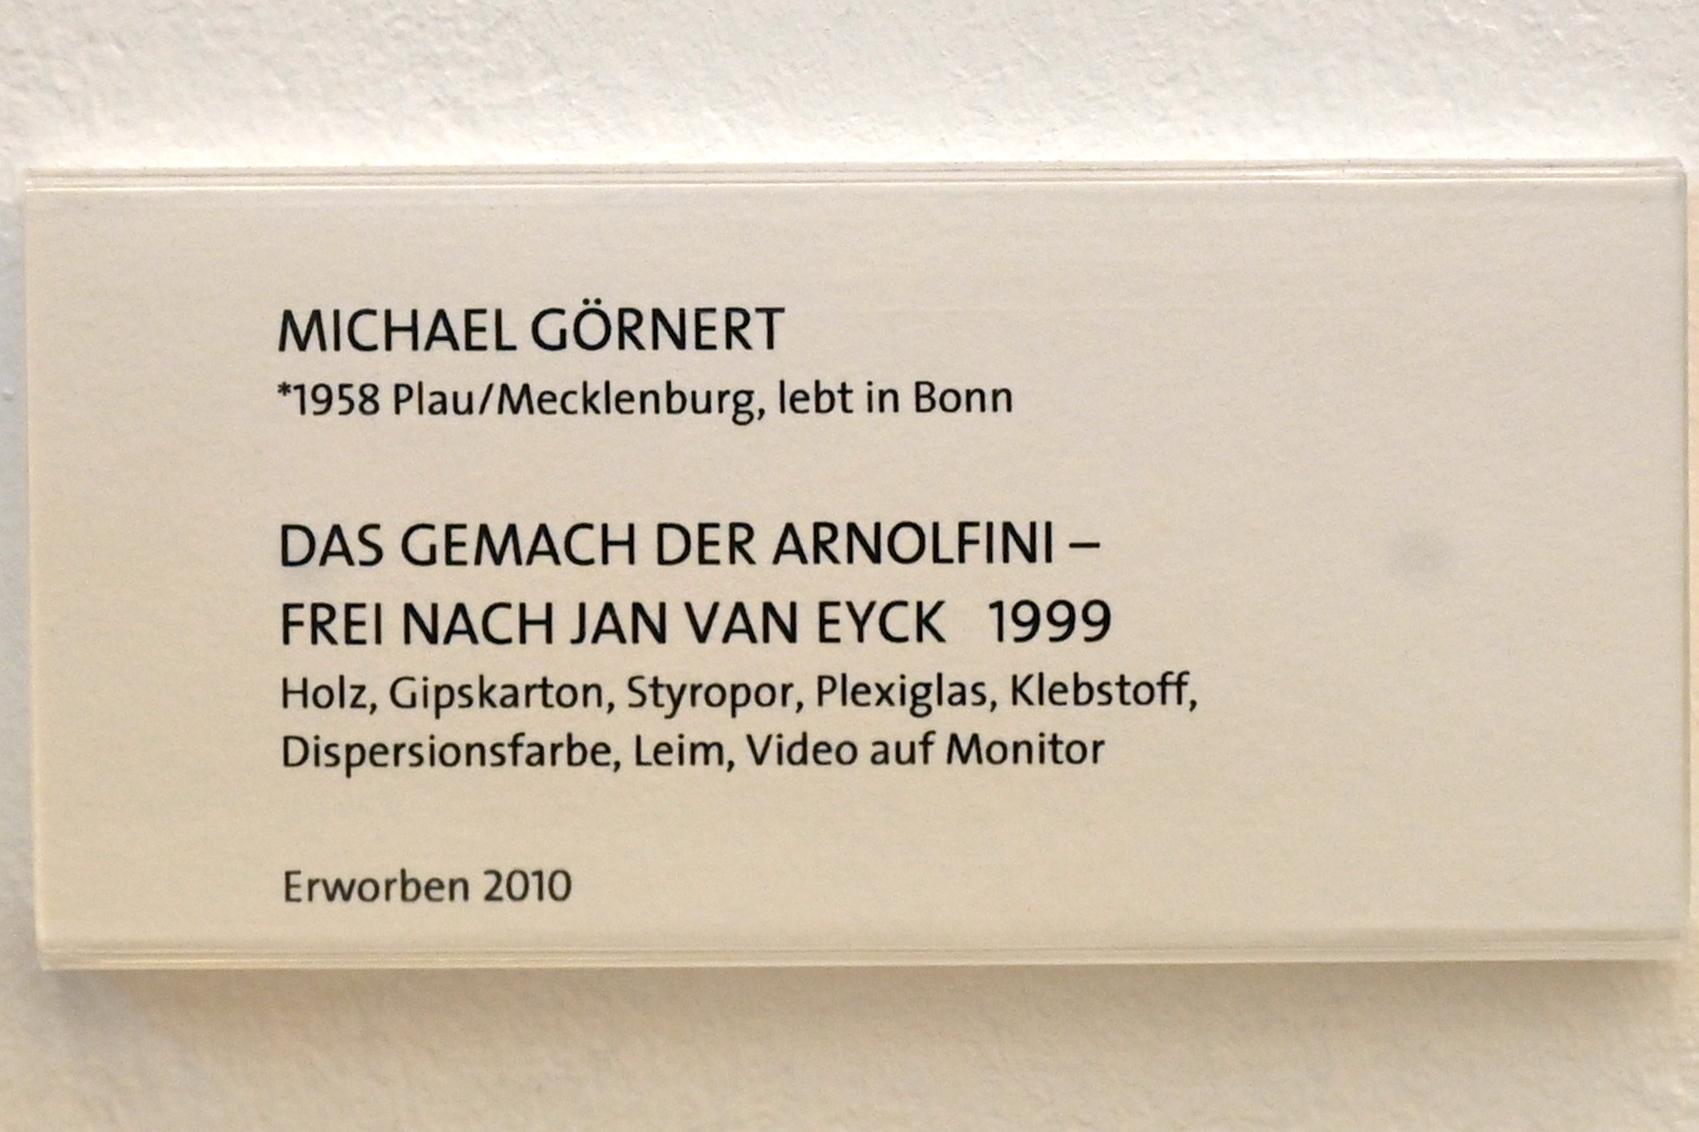 MICHAEL GÖRNERT
*1958 Plau/Mecklenburg, lebt in Bonn
DAS GEMACH DER ARNOLFINI –
FREI NACH JAN VAN EYCK 1999
Holz, Gipskarton, Styropor, Plexiglas, Klebstoff,
Dispersionsfarbe, Leim, Video auf Monitor
Erworben 2010